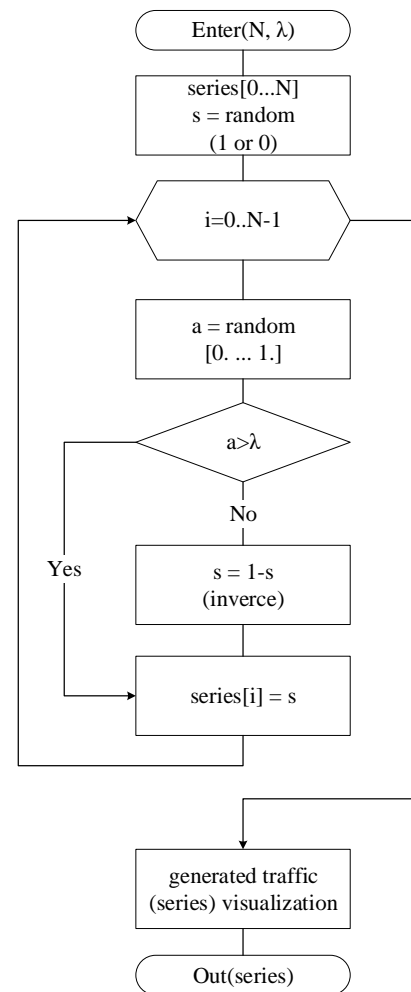 Enter(N, λ)
series[0...N]
s = random
(1 or 0)
i=0..N-1
a = random
[0. ... 1.]
a>λ
No
Yes
s = 1-s
(inverce)
series[i] = s
generated traffic
(series) visualization
Out(series)